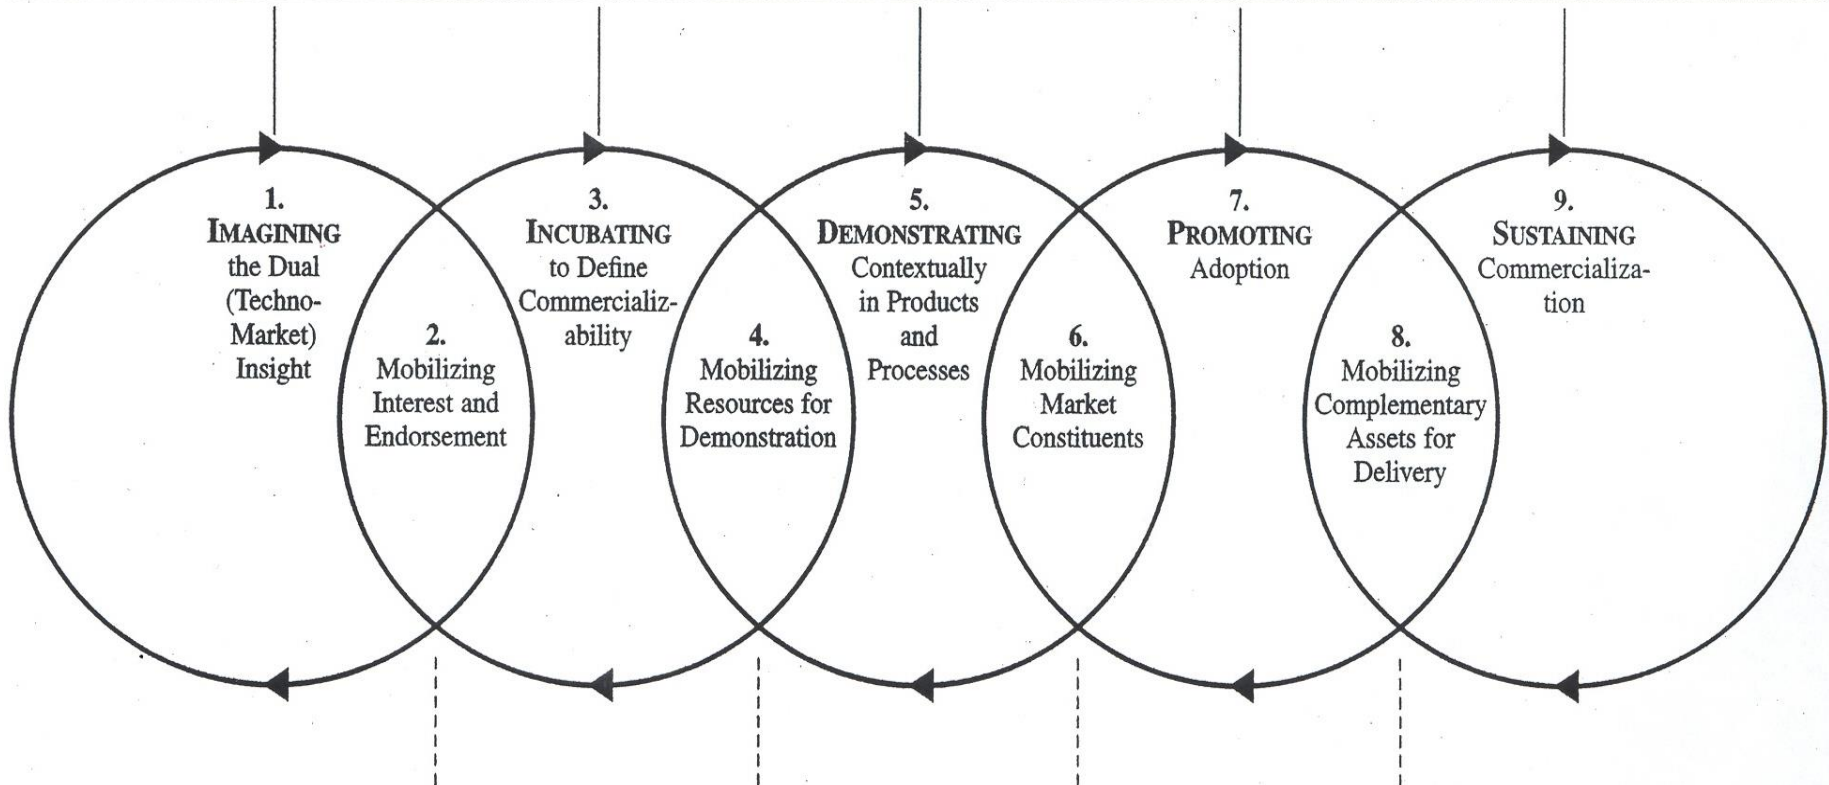 1.
IMAGINING
the Dual
(Techno-
Market)
Insight
2.
Mobilizing
Interest and
Endorsement
3.
INCUBATING
to Define
Commercializ-
ability
4.
Mobilizing
Resources for
Demonstration
5.
DEMONSTRATING
Contextually
in Products
and
Processes
6.
Mobilizing
Market
Constituents
7.
PROMOTING
Adoption
8.
Mobilizing
Complementary
Assets for
Delivery
9.
SUSTAINING
Commercializa-
tion